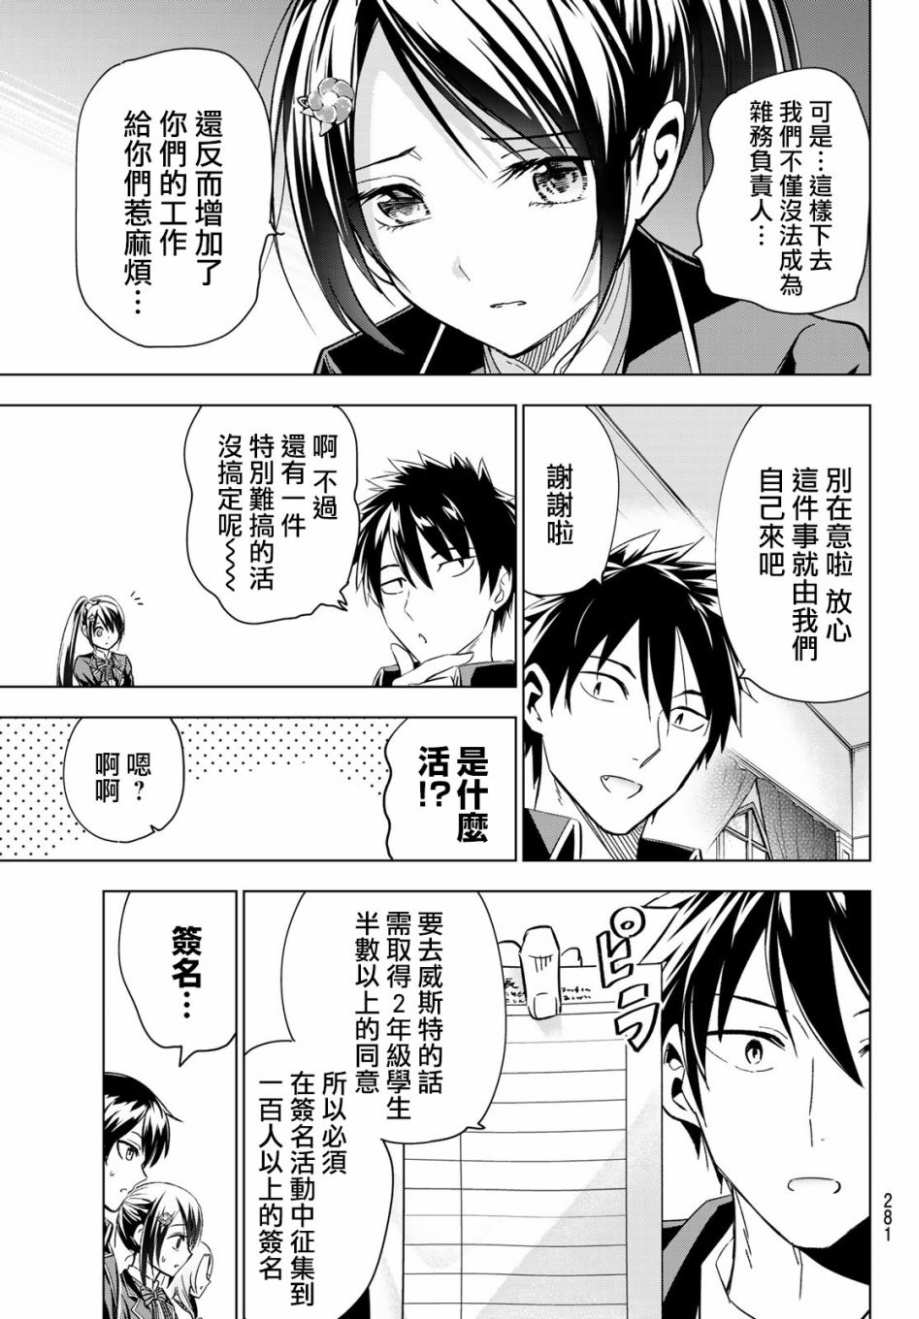 可是…這樣下去
我們不僅沒法成為
雜務負責人…
還反而增加了
你們的工作
給你們惹麻煩…
別在意啦 放心
這件事就由我們
自己來吧
謝謝啦
啊 不過
還有一件
特別難搞的活
沒搞定呢～～
是什麼
活!?
嗯?
啊啊
ピラ
要去威斯特的話
需取得2年級學生
半數以上的同意
所以必須
在簽名活動中征集到
一百人以上的簽名
簽名…
281